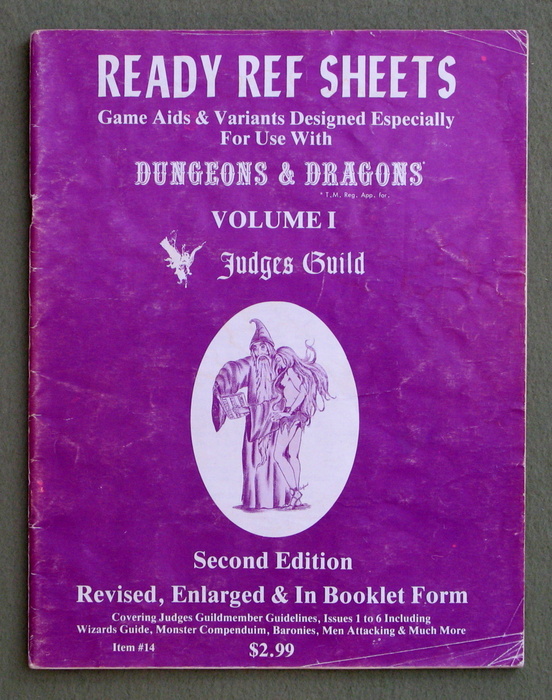 READY REF SHEETS
Game Aids & Variants Designed Especially
For Use With
DUNGEONS & DRAGONS*
* T.M. Reg. App. for.
VOLUME I
Judges Guild
Second Edition
Revised, Enlarged & In Booklet Form
Covering Judges Guildmember Guidelines, Issues 1 to 6 Including
Wizards Guide, Monster Compenduim, Baronies, Men Attacking & Much More
Item #14
$2.99